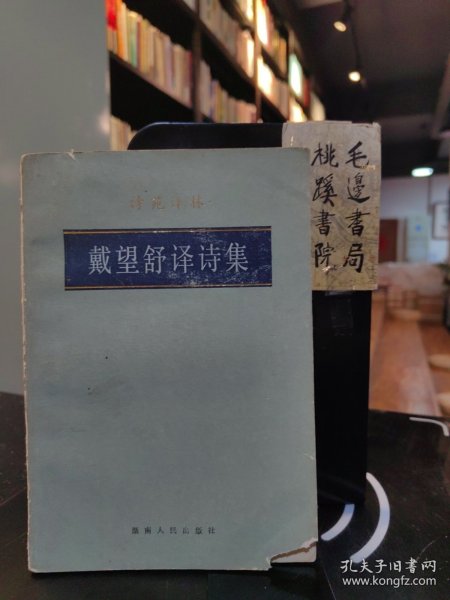 诗苑译林
戴望舒译诗集
湖南人民出版社
毛邊書局
桃蹊書院
孔夫子旧书网
www.kongfz.com